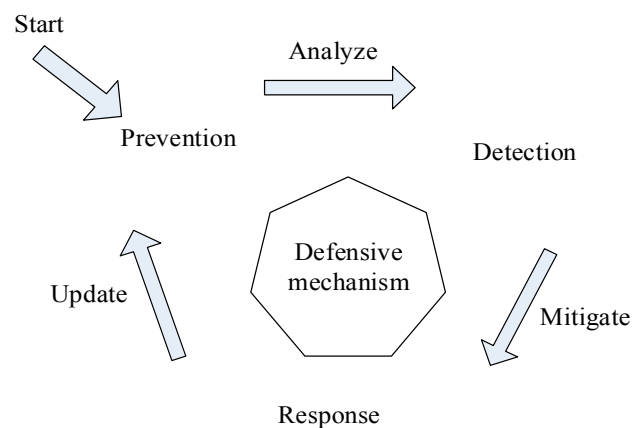 Start
Analyze
Prevention
Detection
Defensive
mechanism
Update
Mitigate
Response